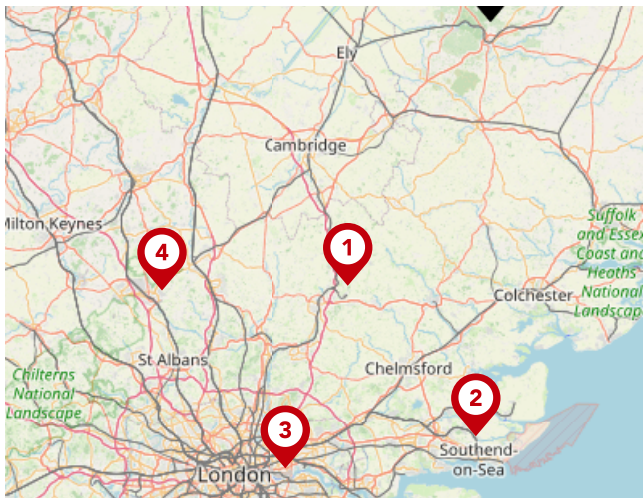 Ely
Cambridge
Milton Keynes
Suffolk
and Essex
Coast and
Heaths
National
Landscape
4
1
Colchester
St Albans
Chelmsford
Chilterns
National
Landscape
2
3
Southend-
on-Sea
London